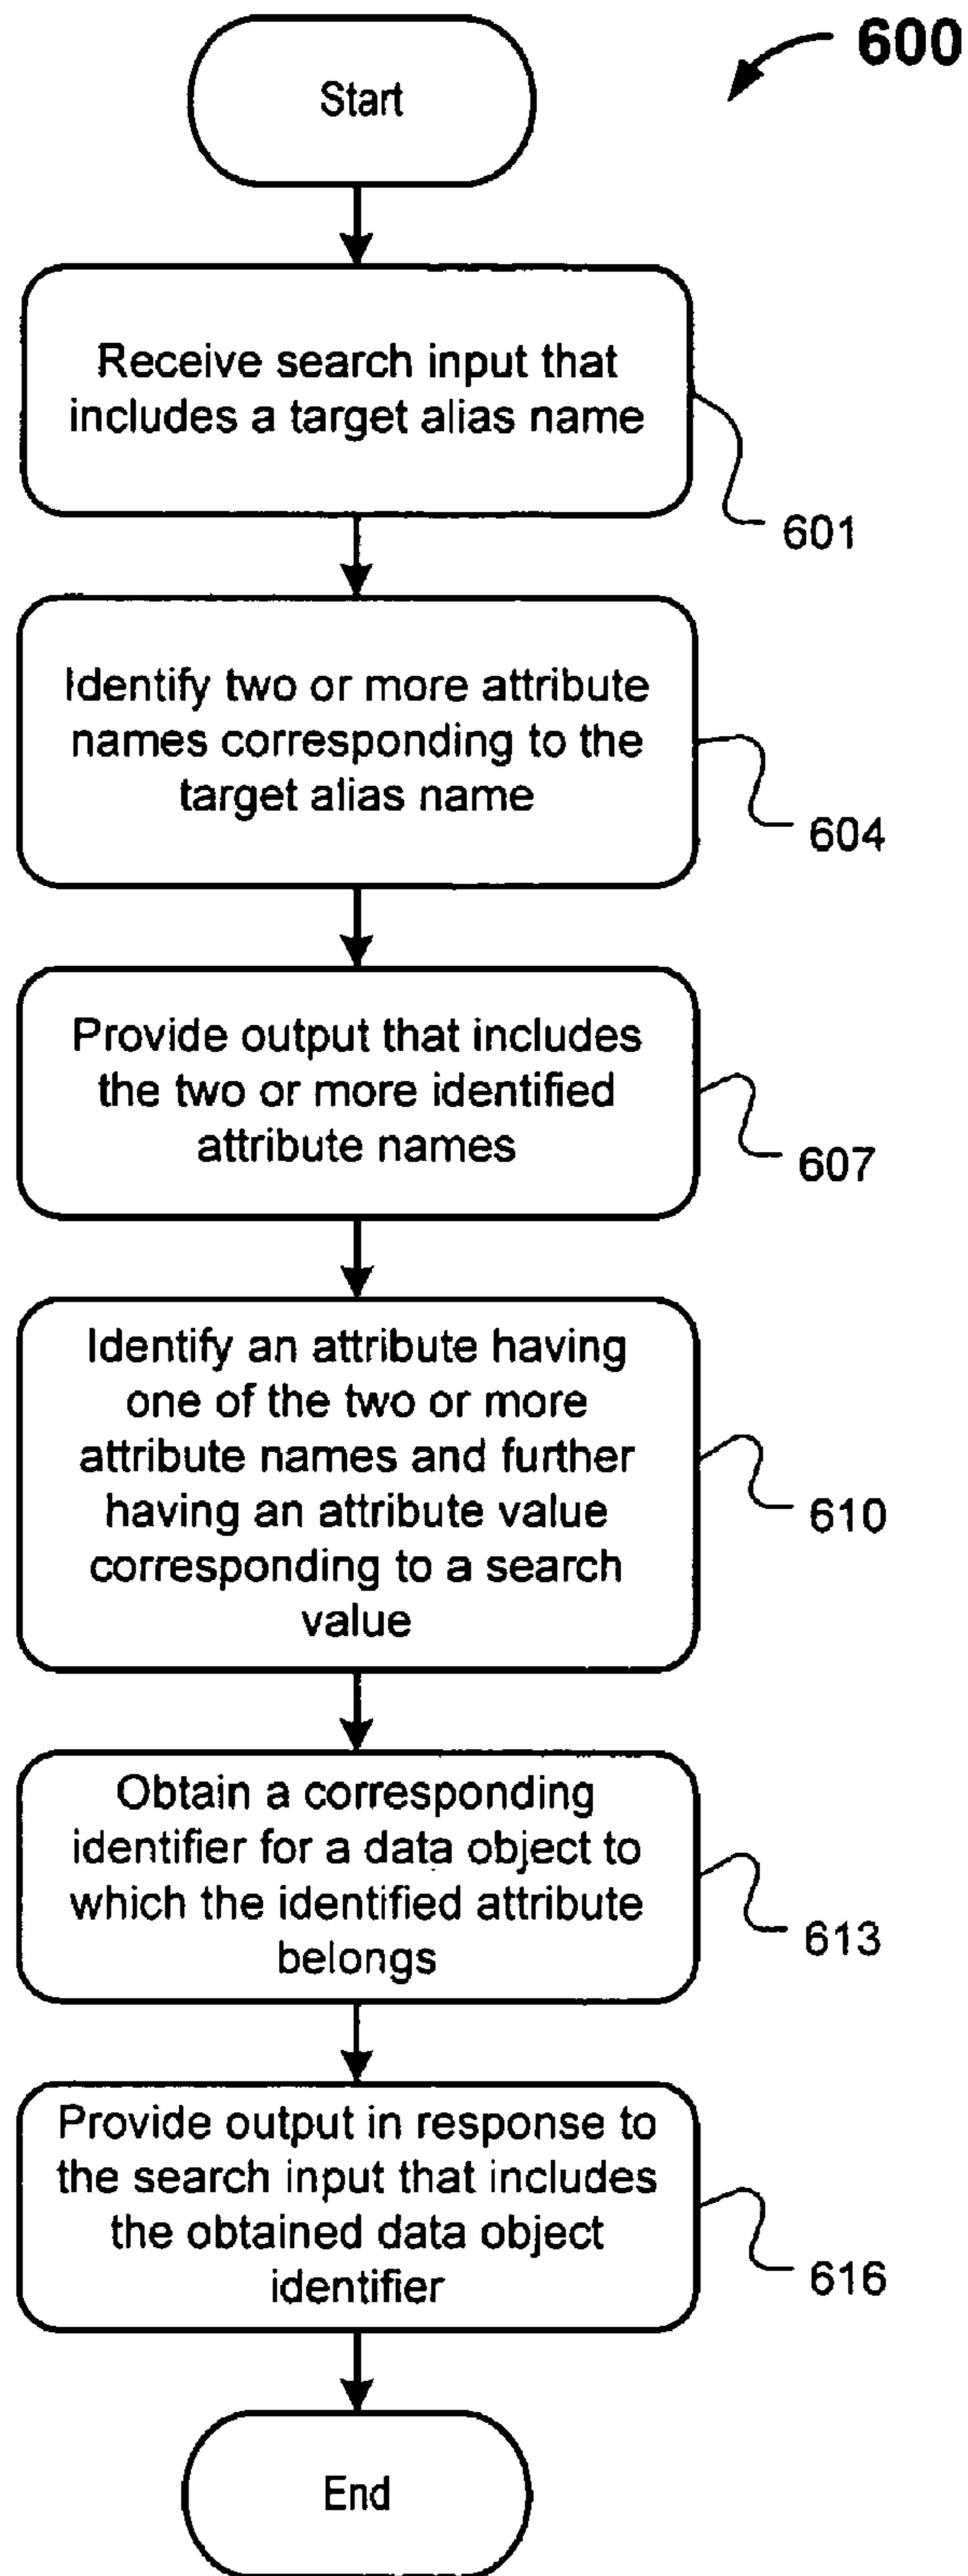 600
Start
Receive search input that
includes a target alias name
601
Identify two or more attribute
names corresponding to the
target alias name
604
Provide output that includes
the two or more identified
attribute names
607
Identify an attribute having
one of the two or more
attribute names and further
having an attribute value
corresponding to a search
value
610
Obtain a corresponding
identifier for a data object to
which the identified attribute
belongs
613
Provide output in response to
the search input that includes
the obtained data object
identifier
616
End